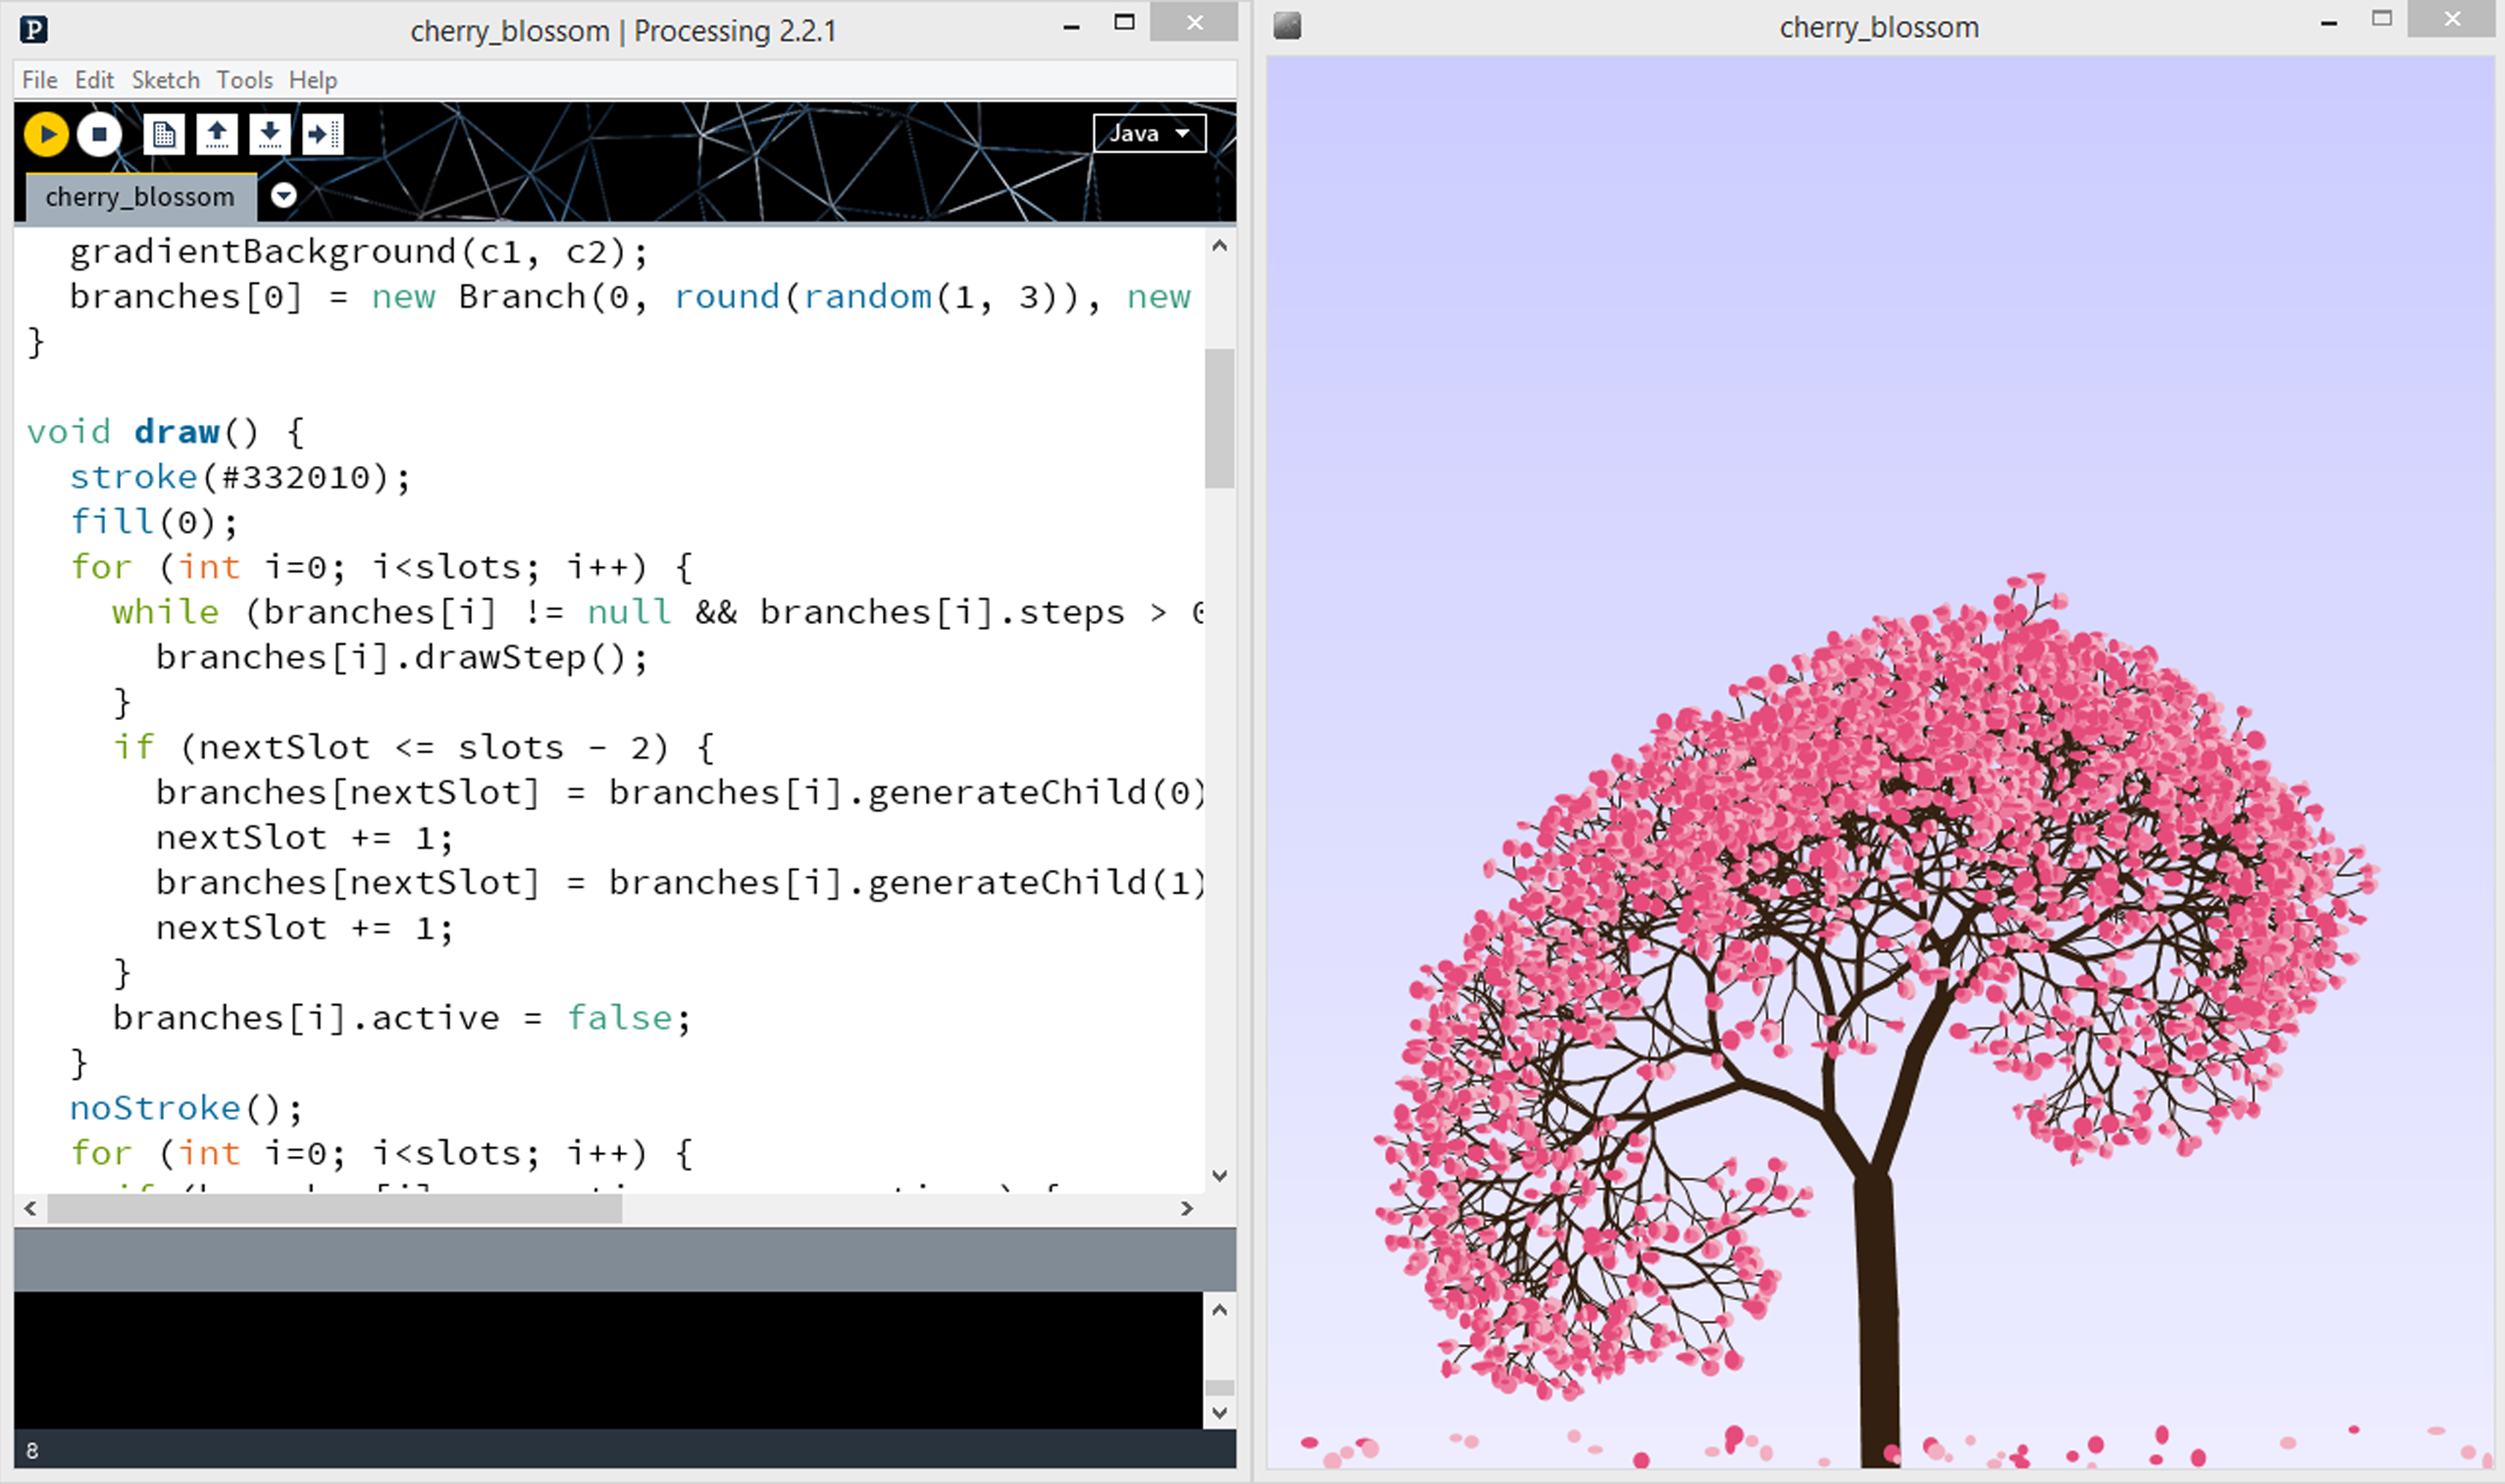 cherry_blossom | Processing 2.2.1
File Edit Sketch Tools Help
Java
cherry_blossom
  gradientBackground(c1, c2);
  branches[0] = new Branch(0, round(random(1, 3)), new
}
void draw() {
  stroke(#332010);
  fill(0);
  for (int i=0; i<slots; i++) {
    while (branches[i] != null && branches[i].steps > 0
      branches[i].drawStep();
    }
    if (nextSlot <= slots - 2) {
      branches[nextSlot] = branches[i].generateChild(0)
      nextSlot += 1;
      branches[nextSlot] = branches[i].generateChild(1)
      nextSlot += 1;
    }
    branches[i].active = false;
  }
  noStroke();
  for (int i=0; i<slots; i++) {
8
cherry_blossom